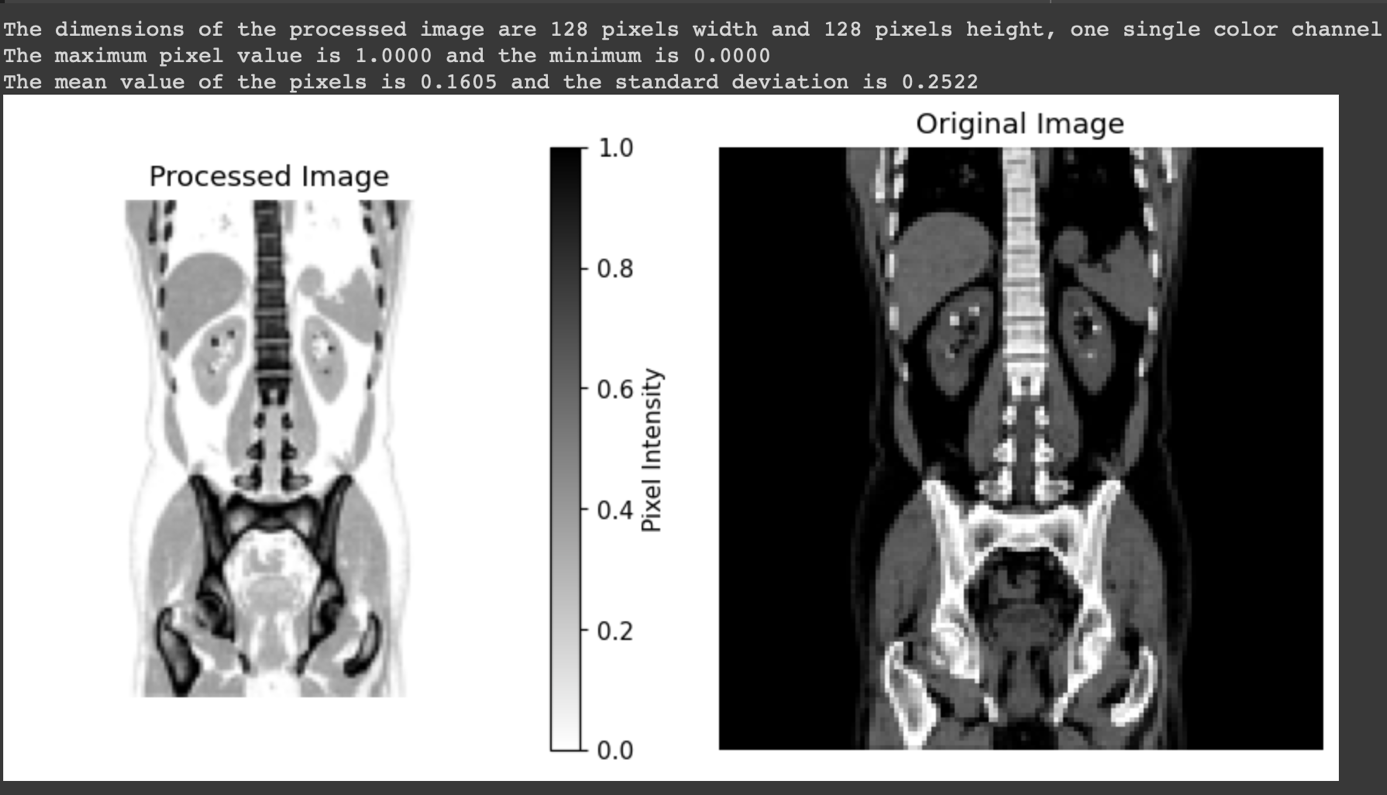 The dimensions of the processed image are 128 pixels width and 128 pixels height, one single color channel
The maximum pixel value is 1.0000 and the minimum is 0.0000
The mean value of the pixels is 0.1605 and the standard deviation is 0.2522
Processed Image
1.0
0.8
0.6
0.4
0.2
0.0
Pixel Intensity
Original Image